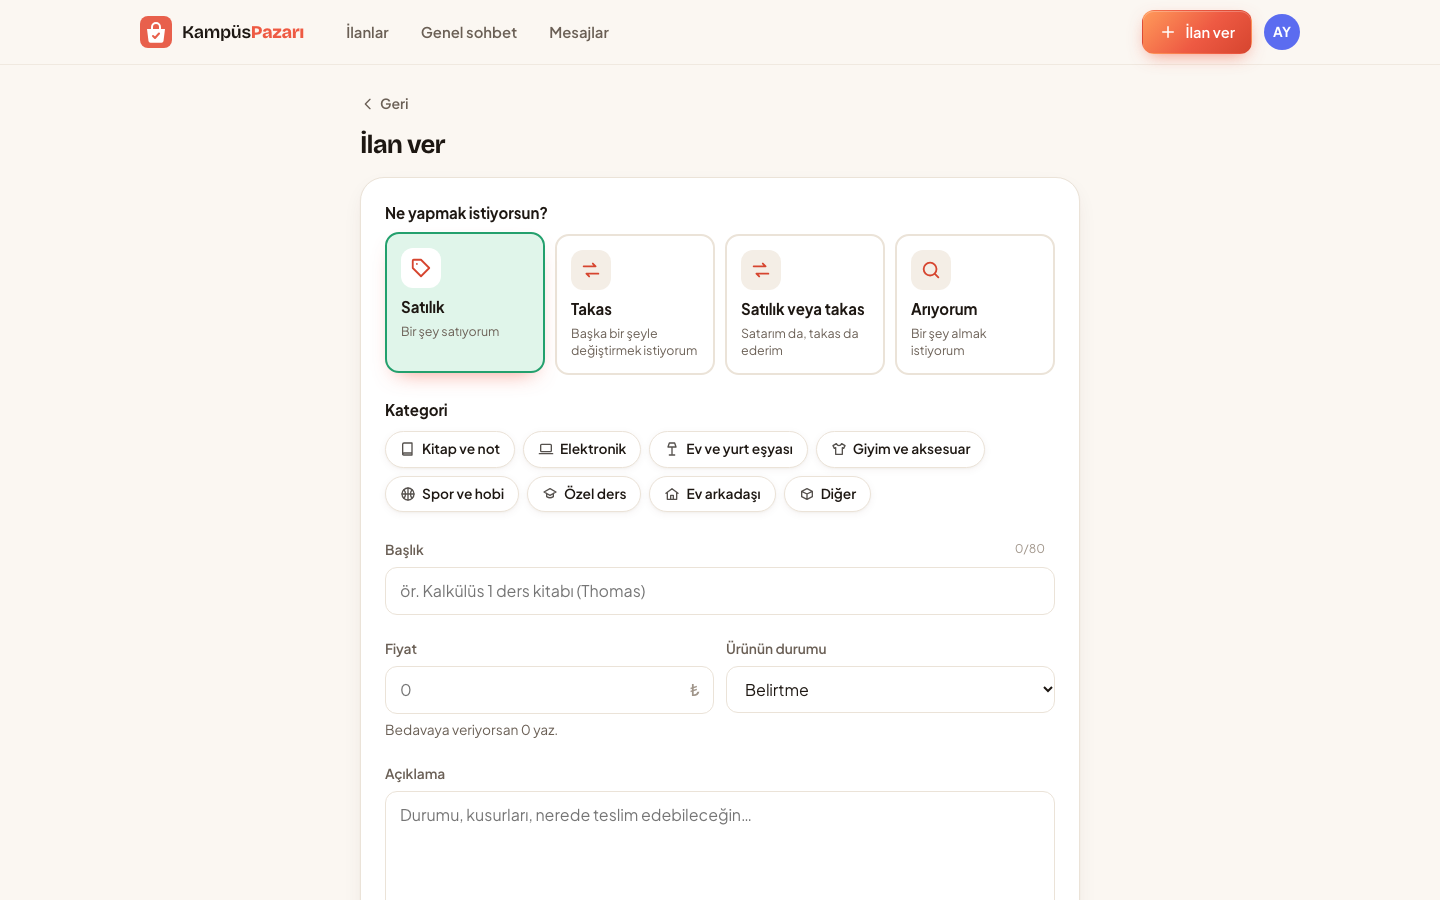 KampüsPazarı
İlanlar
Genel sohbet
Mesajlar
İlan ver
AY
Geri
İlan ver
Ne yapmak istiyorsun?
Satılık
Bir şey satıyorum
Takas
Başka bir şeyle
değiştirmek istiyorum
Satılık veya takas
Satarım da, takas da
ederim
Arıyorum
Bir şey almak
istiyorum
Kategori
Kitap ve not
Elektronik
Ev ve yurt eşyası
Giyim ve aksesuar
Spor ve hobi
Özel ders
Ev arkadaşı
Diğer
Başlık
0/80
ör. Kalkülüs 1 ders kitabı (Thomas)
Fiyat
Ürünün durumu
0
₺
Belirtme
Bedavaya veriyorsan 0 yaz.
Açıklama
Durumu, kusurları, nerede teslim edebileceğin…